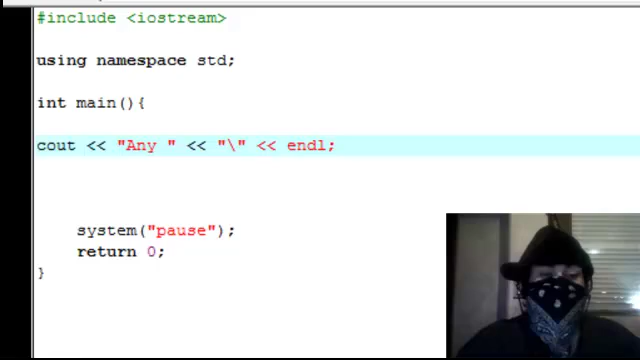 #include <iostream>
using namespace std;
int main(){
cout << "Any " << "\" << endl;
system("pause");
return 0;
}